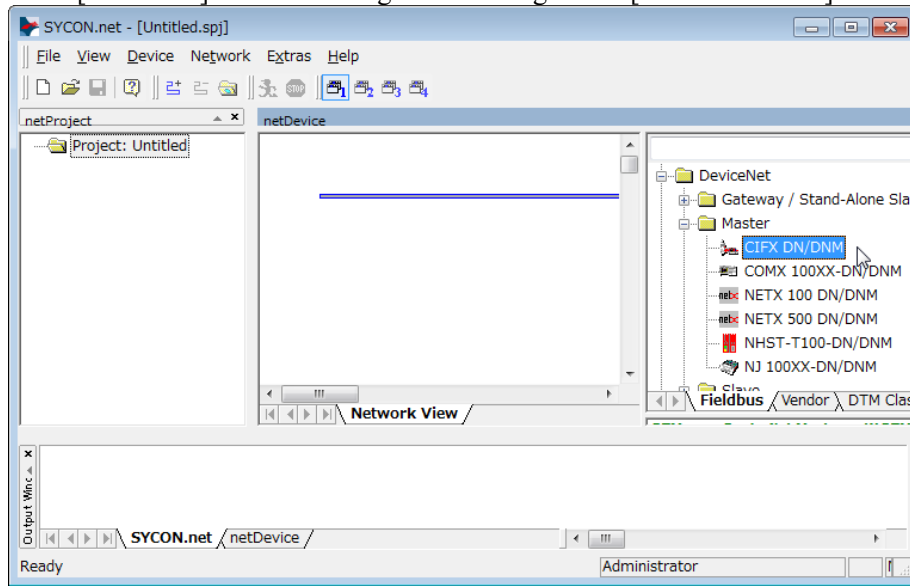 SYCON.net - [Untitled.spj]
File View Device Network Extras Help
netProject
netDevice
Project: Untitled
DeviceNet
Gateway / Stand-Alone Sla
Master
CIFX DN/DNM
COMX 100XX-DN/DNM
NETX 100 DN/DNM
NETX 500 DN/DNM
NHST-T100-DN/DNM
NJ 100XX-DN/DNM
Slave
Network View
Fieldbus Vendor DTM Clas
Output Winc
SYCON.net netDevice
Ready
Administrator